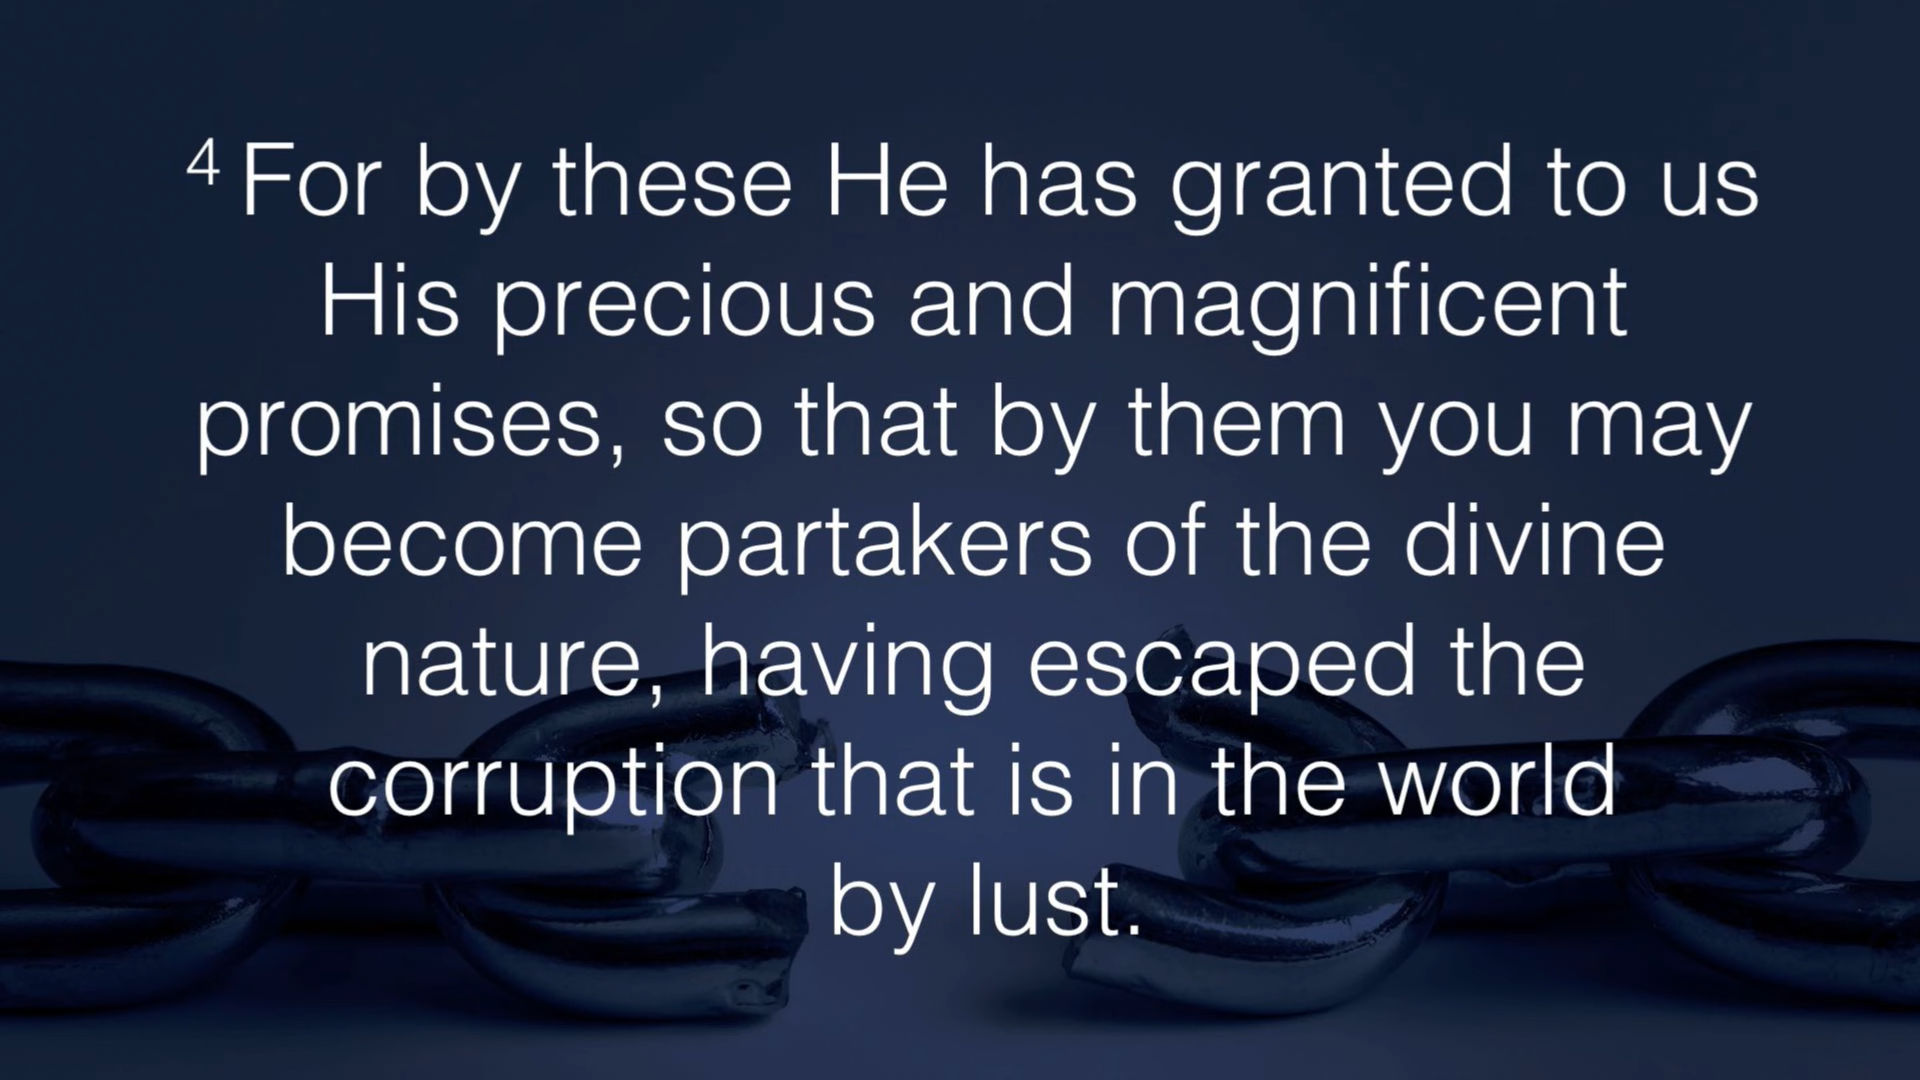 4 For by these He has granted to us
His precious and magnificent
promises, so that by them you may
become partakers of the divine
nature, having escaped the
corruption that is in the world
by lust.